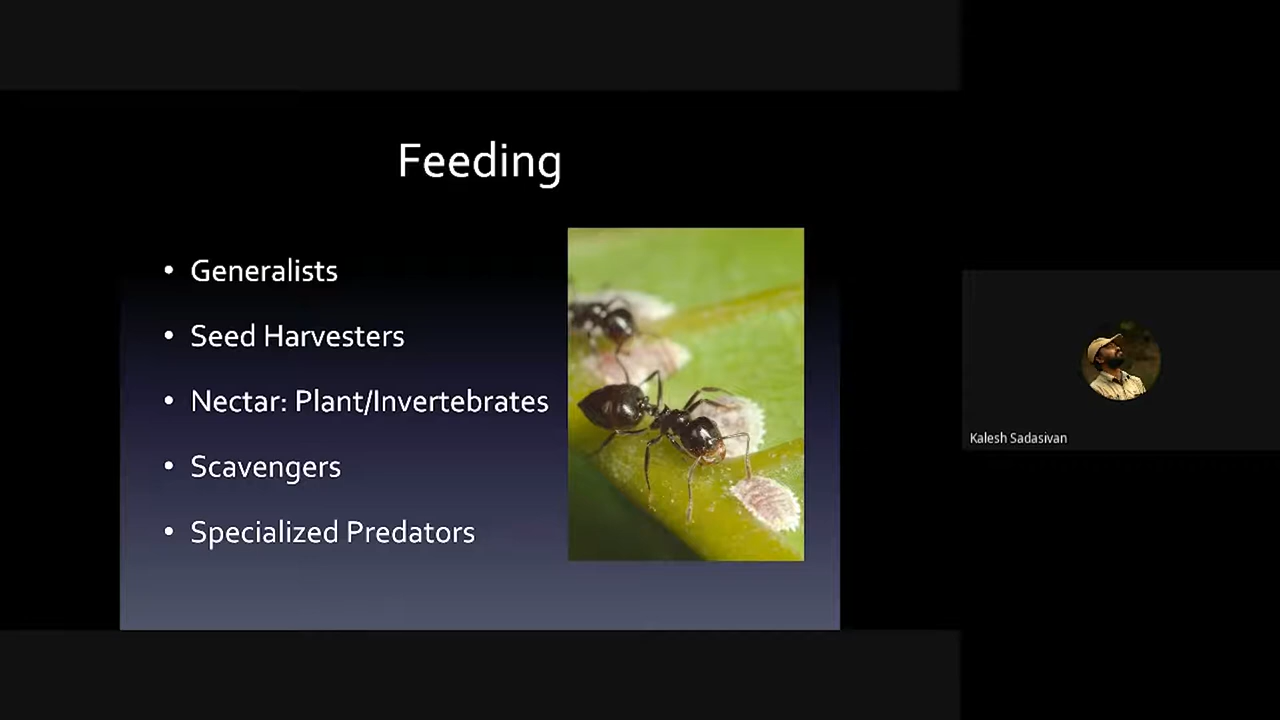 Feeding
• Generalists
• Seed Harvesters
• Nectar: Plant/Invertebrates
• Scavengers
• Specialized Predators
Kalesh Sadasivan